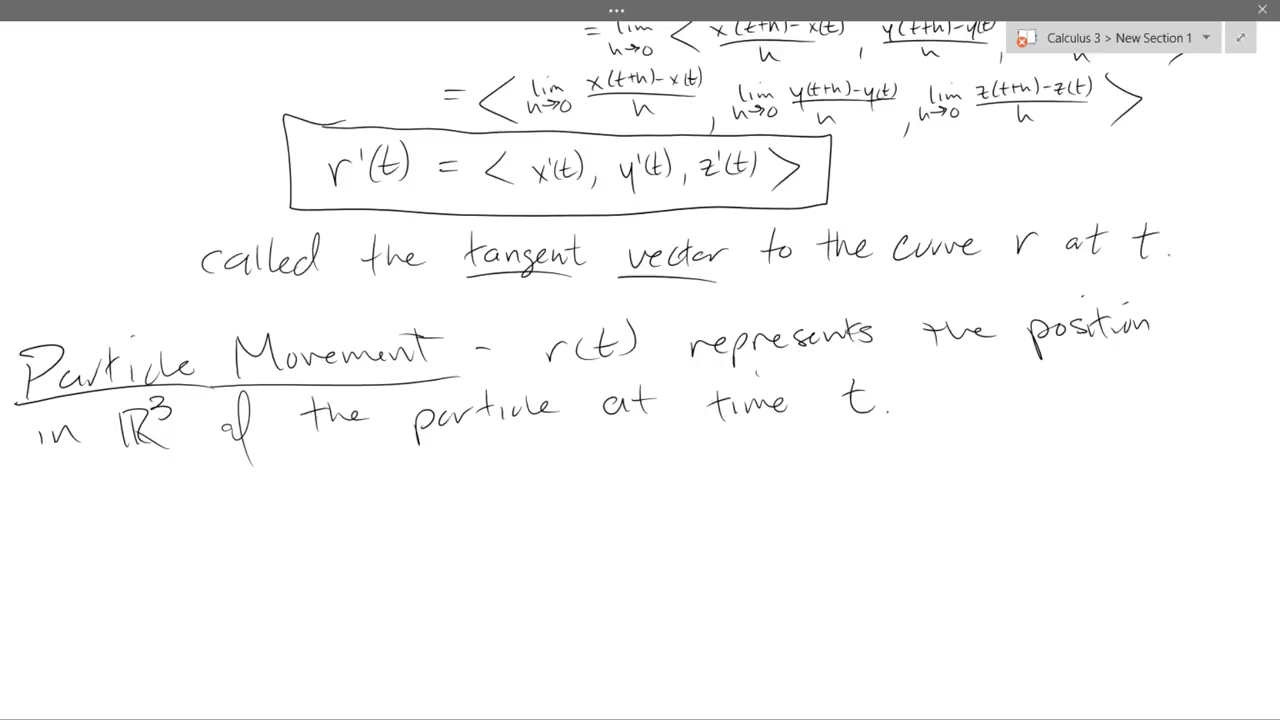 ...
Calculus 3 > New Section 1
= lim h→0 < x(t+h)-x(t) / h , y(t+h)-y(t) / h , h >
= < lim h→0 x(t+h)-x(t) / h , lim h→0 y(t+h)-y(t) / h , lim h→0 z(t+h)-z(t) / h >
r'(t) = < x'(t), y'(t), z'(t) >
called the tangent vector to the curve r at t.
Particle Movement - r(t) represents the position
in ℝ³ of the particle at time t.